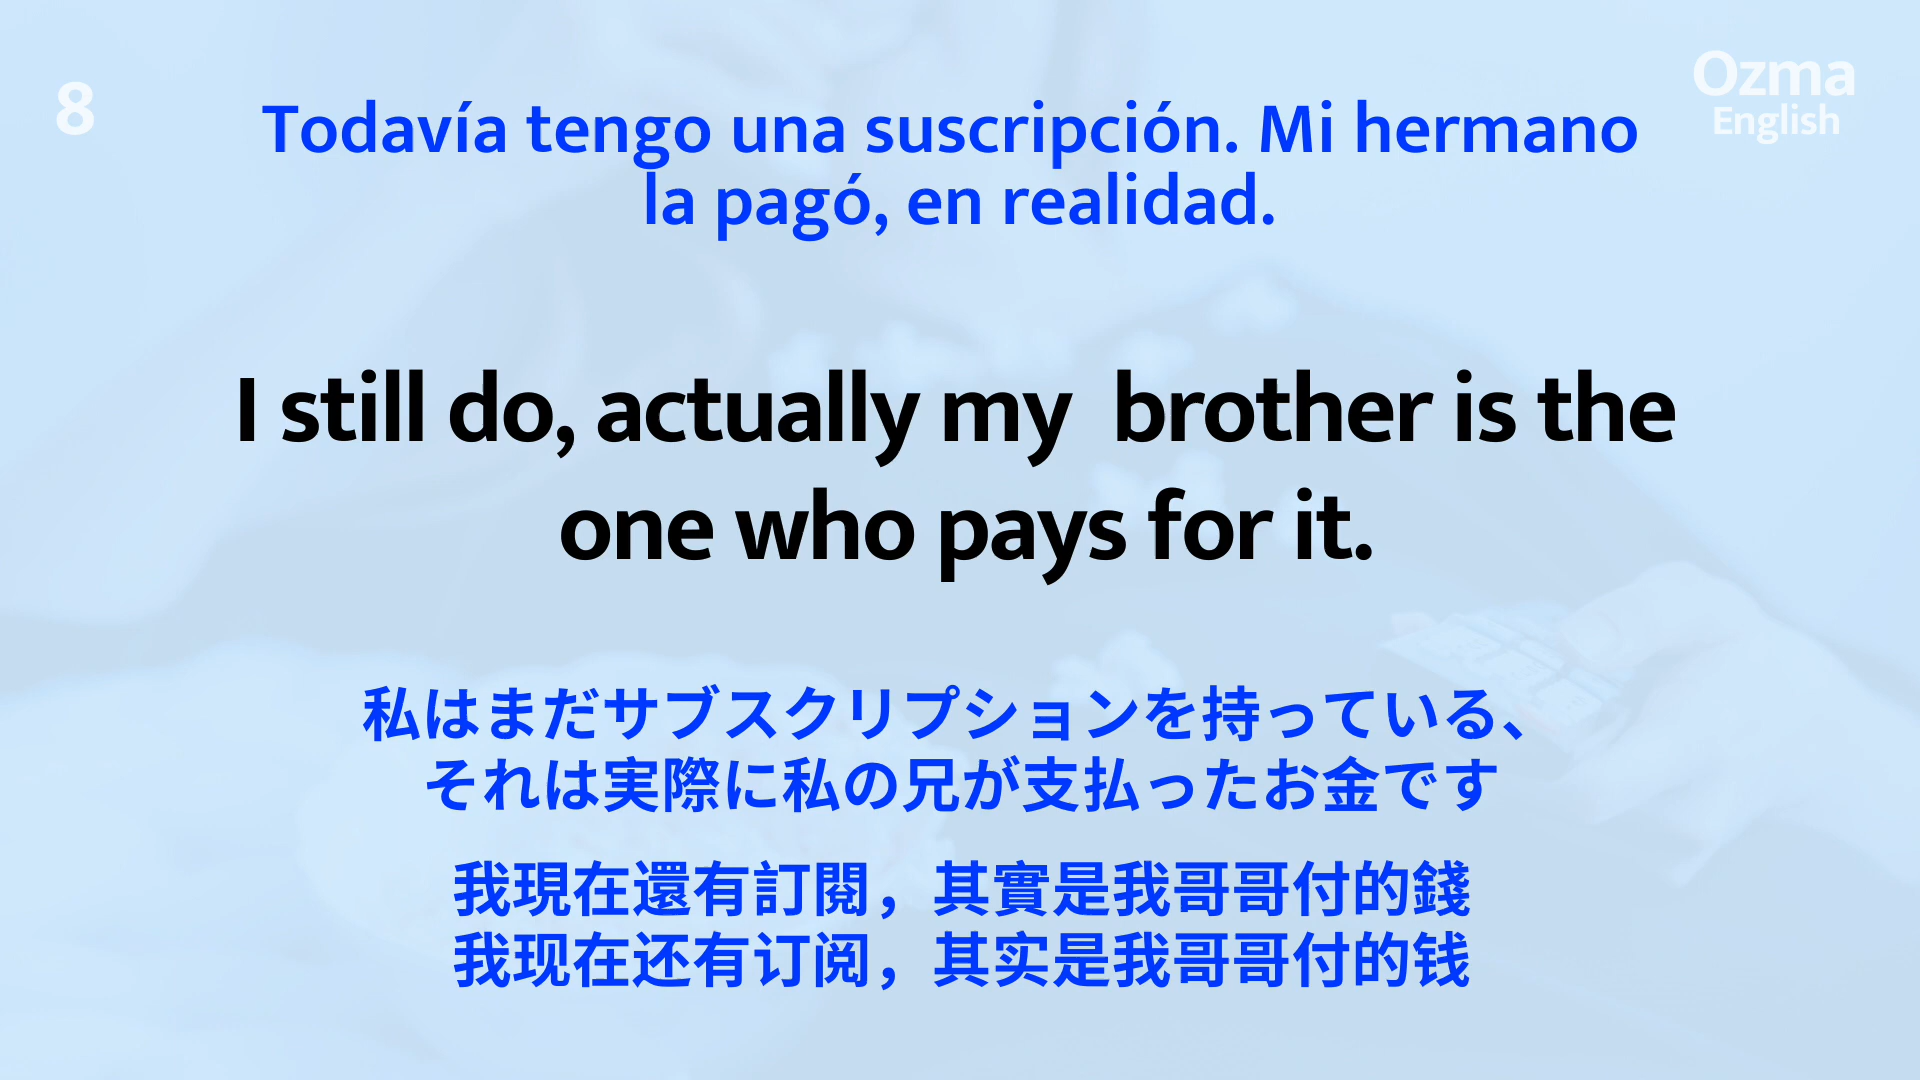 8
Ozma
English
Todavía tengo una suscripción. Mi hermano
la pagó, en realidad.
I still do, actually my  brother is the
one who pays for it.
私はまだサブスクリプションを持っている、
それは実際に私の兄が支払ったお金です
我現在還有訂閱，其實是我哥哥付的錢
我现在还有订阅，其实是我哥哥付的钱